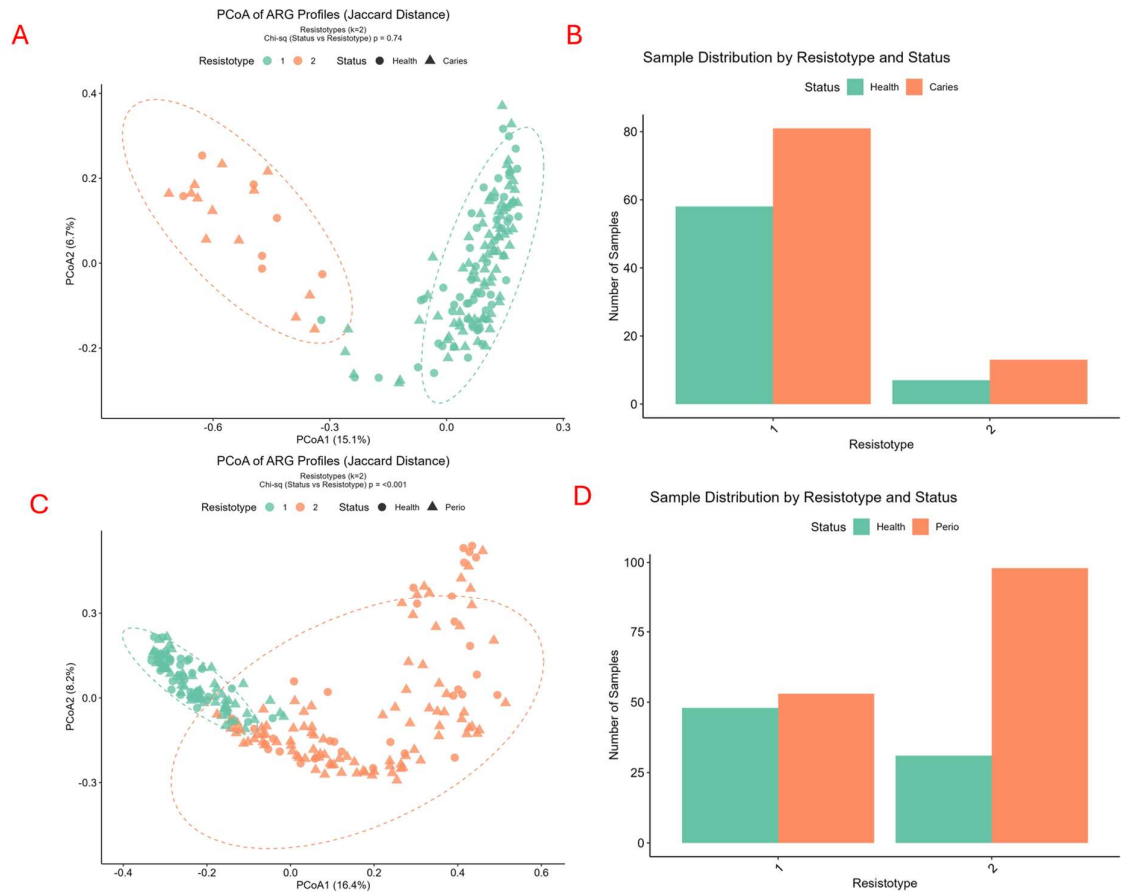 A
PCoA of ARG Profiles (Jaccard Distance)
Resistotypes (k=2)
Chi-sq (Status vs Resistotype) p = 0.74
Resistotype 1 2 Status Health Caries
0.4
0.2
0.0
-0.2
PCoA2 (6.7%)
-0.6 -0.3 0.0 0.3
PCoA1 (15.1%)
B
Sample Distribution by Resistotype and Status
Status Health Caries
80
60
40
20
0
Number of Samples
1 2
Resistotype
C
PCoA of ARG Profiles (Jaccard Distance)
Resistotypes (k=2)
Chi-sq (Status vs Resistotype) p = <0.001
Resistotype 1 2 Status Health Perio
0.3
0.0
-0.3
PCoA2 (8.2%)
-0.4 -0.2 0.0 0.2 0.4 0.6
PCoA1 (16.4%)
D
Sample Distribution by Resistotype and Status
Status Health Perio
100
75
50
25
0
Number of Samples
1 2
Resistotype